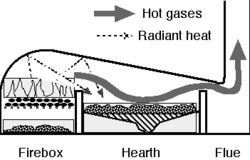 Hot gases
Radiant heat
Firebox Hearth Flue